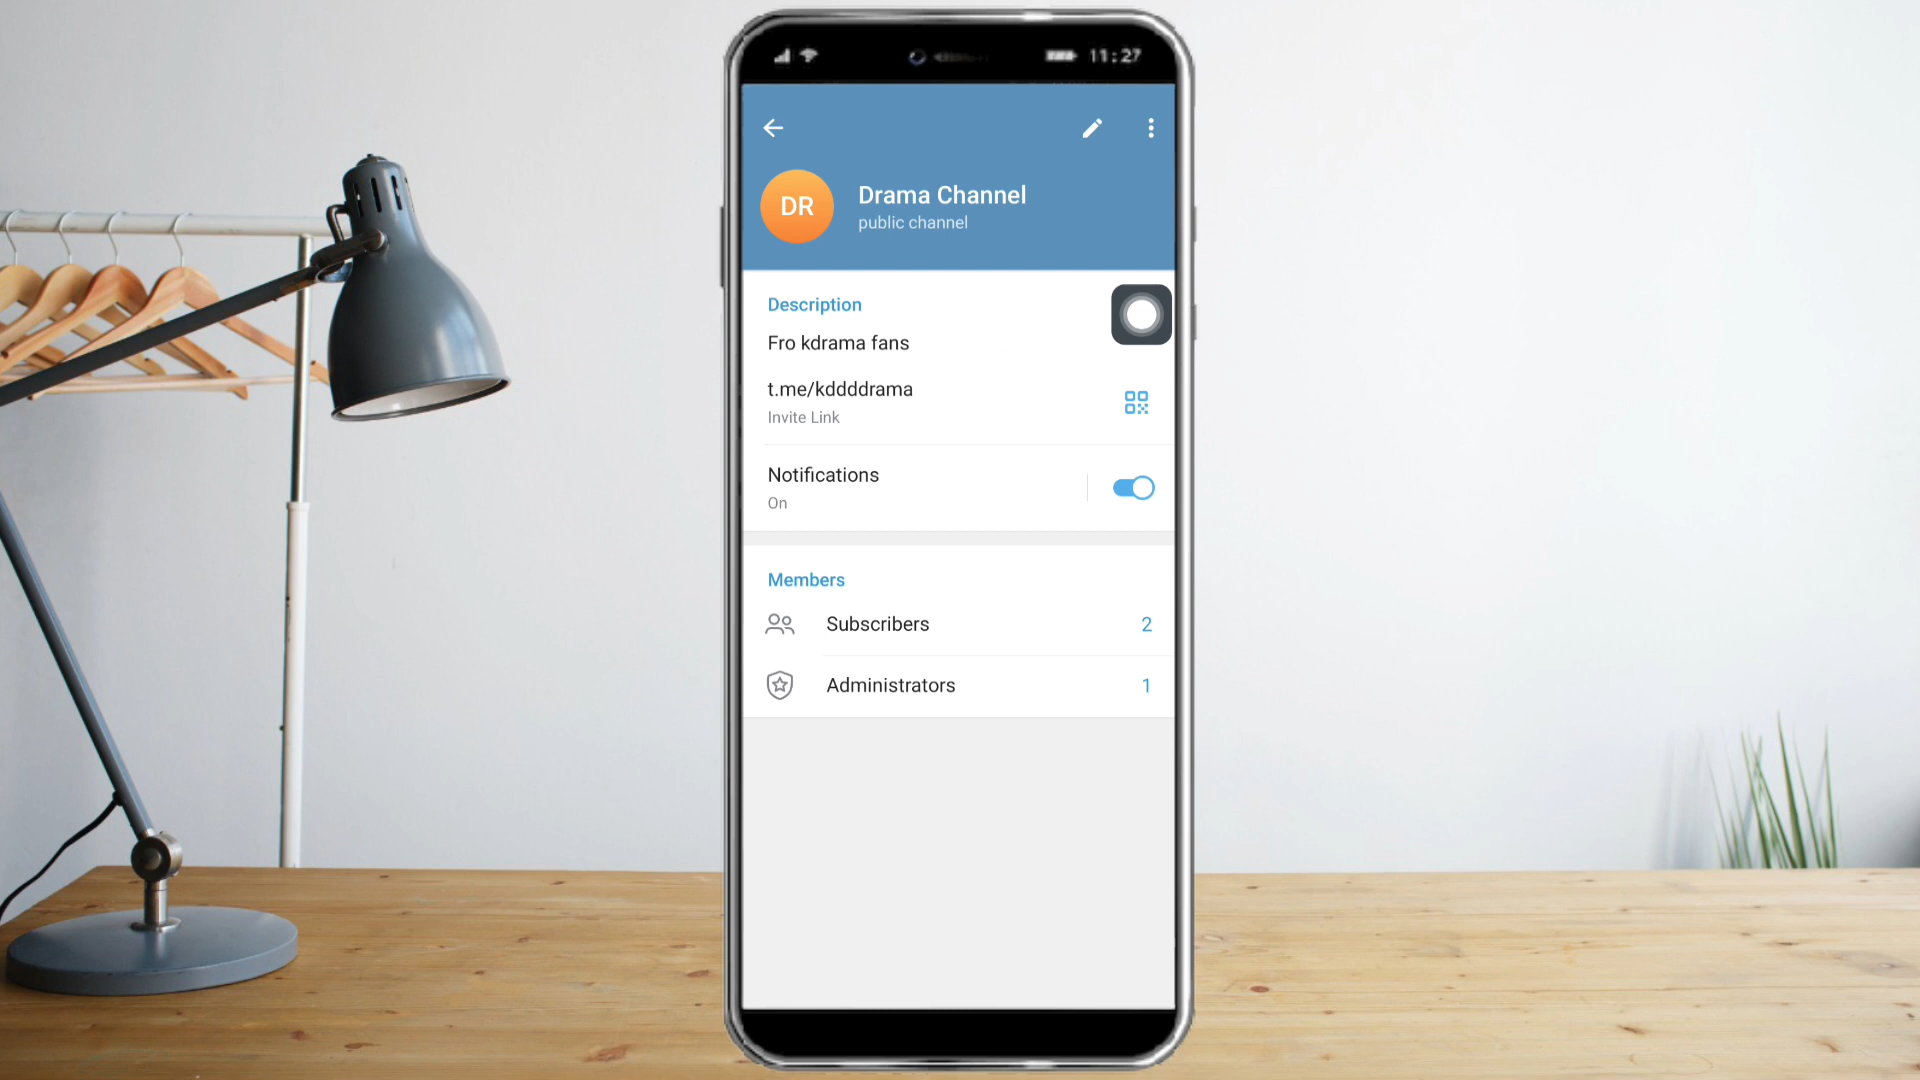 11:27
DR
Drama Channel
public channel
Description
Fro kdrama fans
t.me/kddddrama
Invite Link
Notifications
On
Members
Subscribers 2
Administrators 1